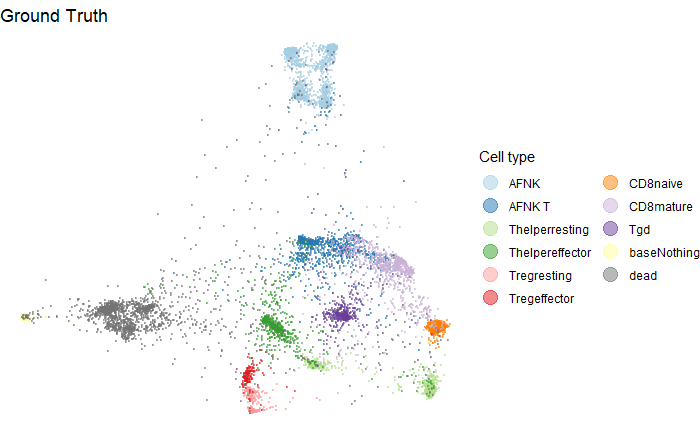 Ground Truth
Cell type
AFNK
AFNK T
Thelperresting
Thelpereffector
Tregresting
Tregeffector
CD8naive
CD8mature
Tgd
baseNothing
dead